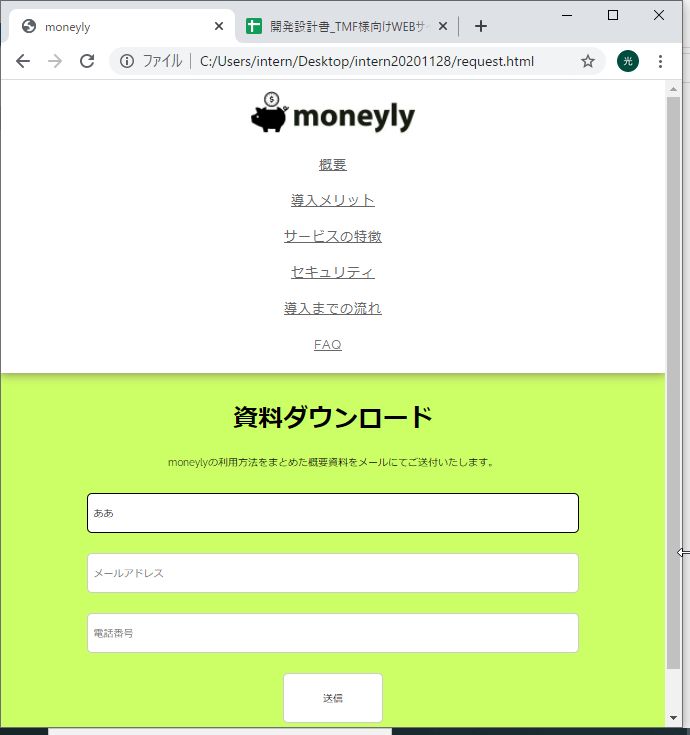 moneyly
開発設計書_TMF様向けWEBサイ
ファイル C:/Users/intern/Desktop/intern20201128/request.html
光
moneyly
概要
導入メリット
サービスの特徴
セキュリティ
導入までの流れ
FAQ
資料ダウンロード
moneylyの利用方法をまとめた概要資料をメールにてご送付いたします。
ああ
メールアドレス
電話番号
送信